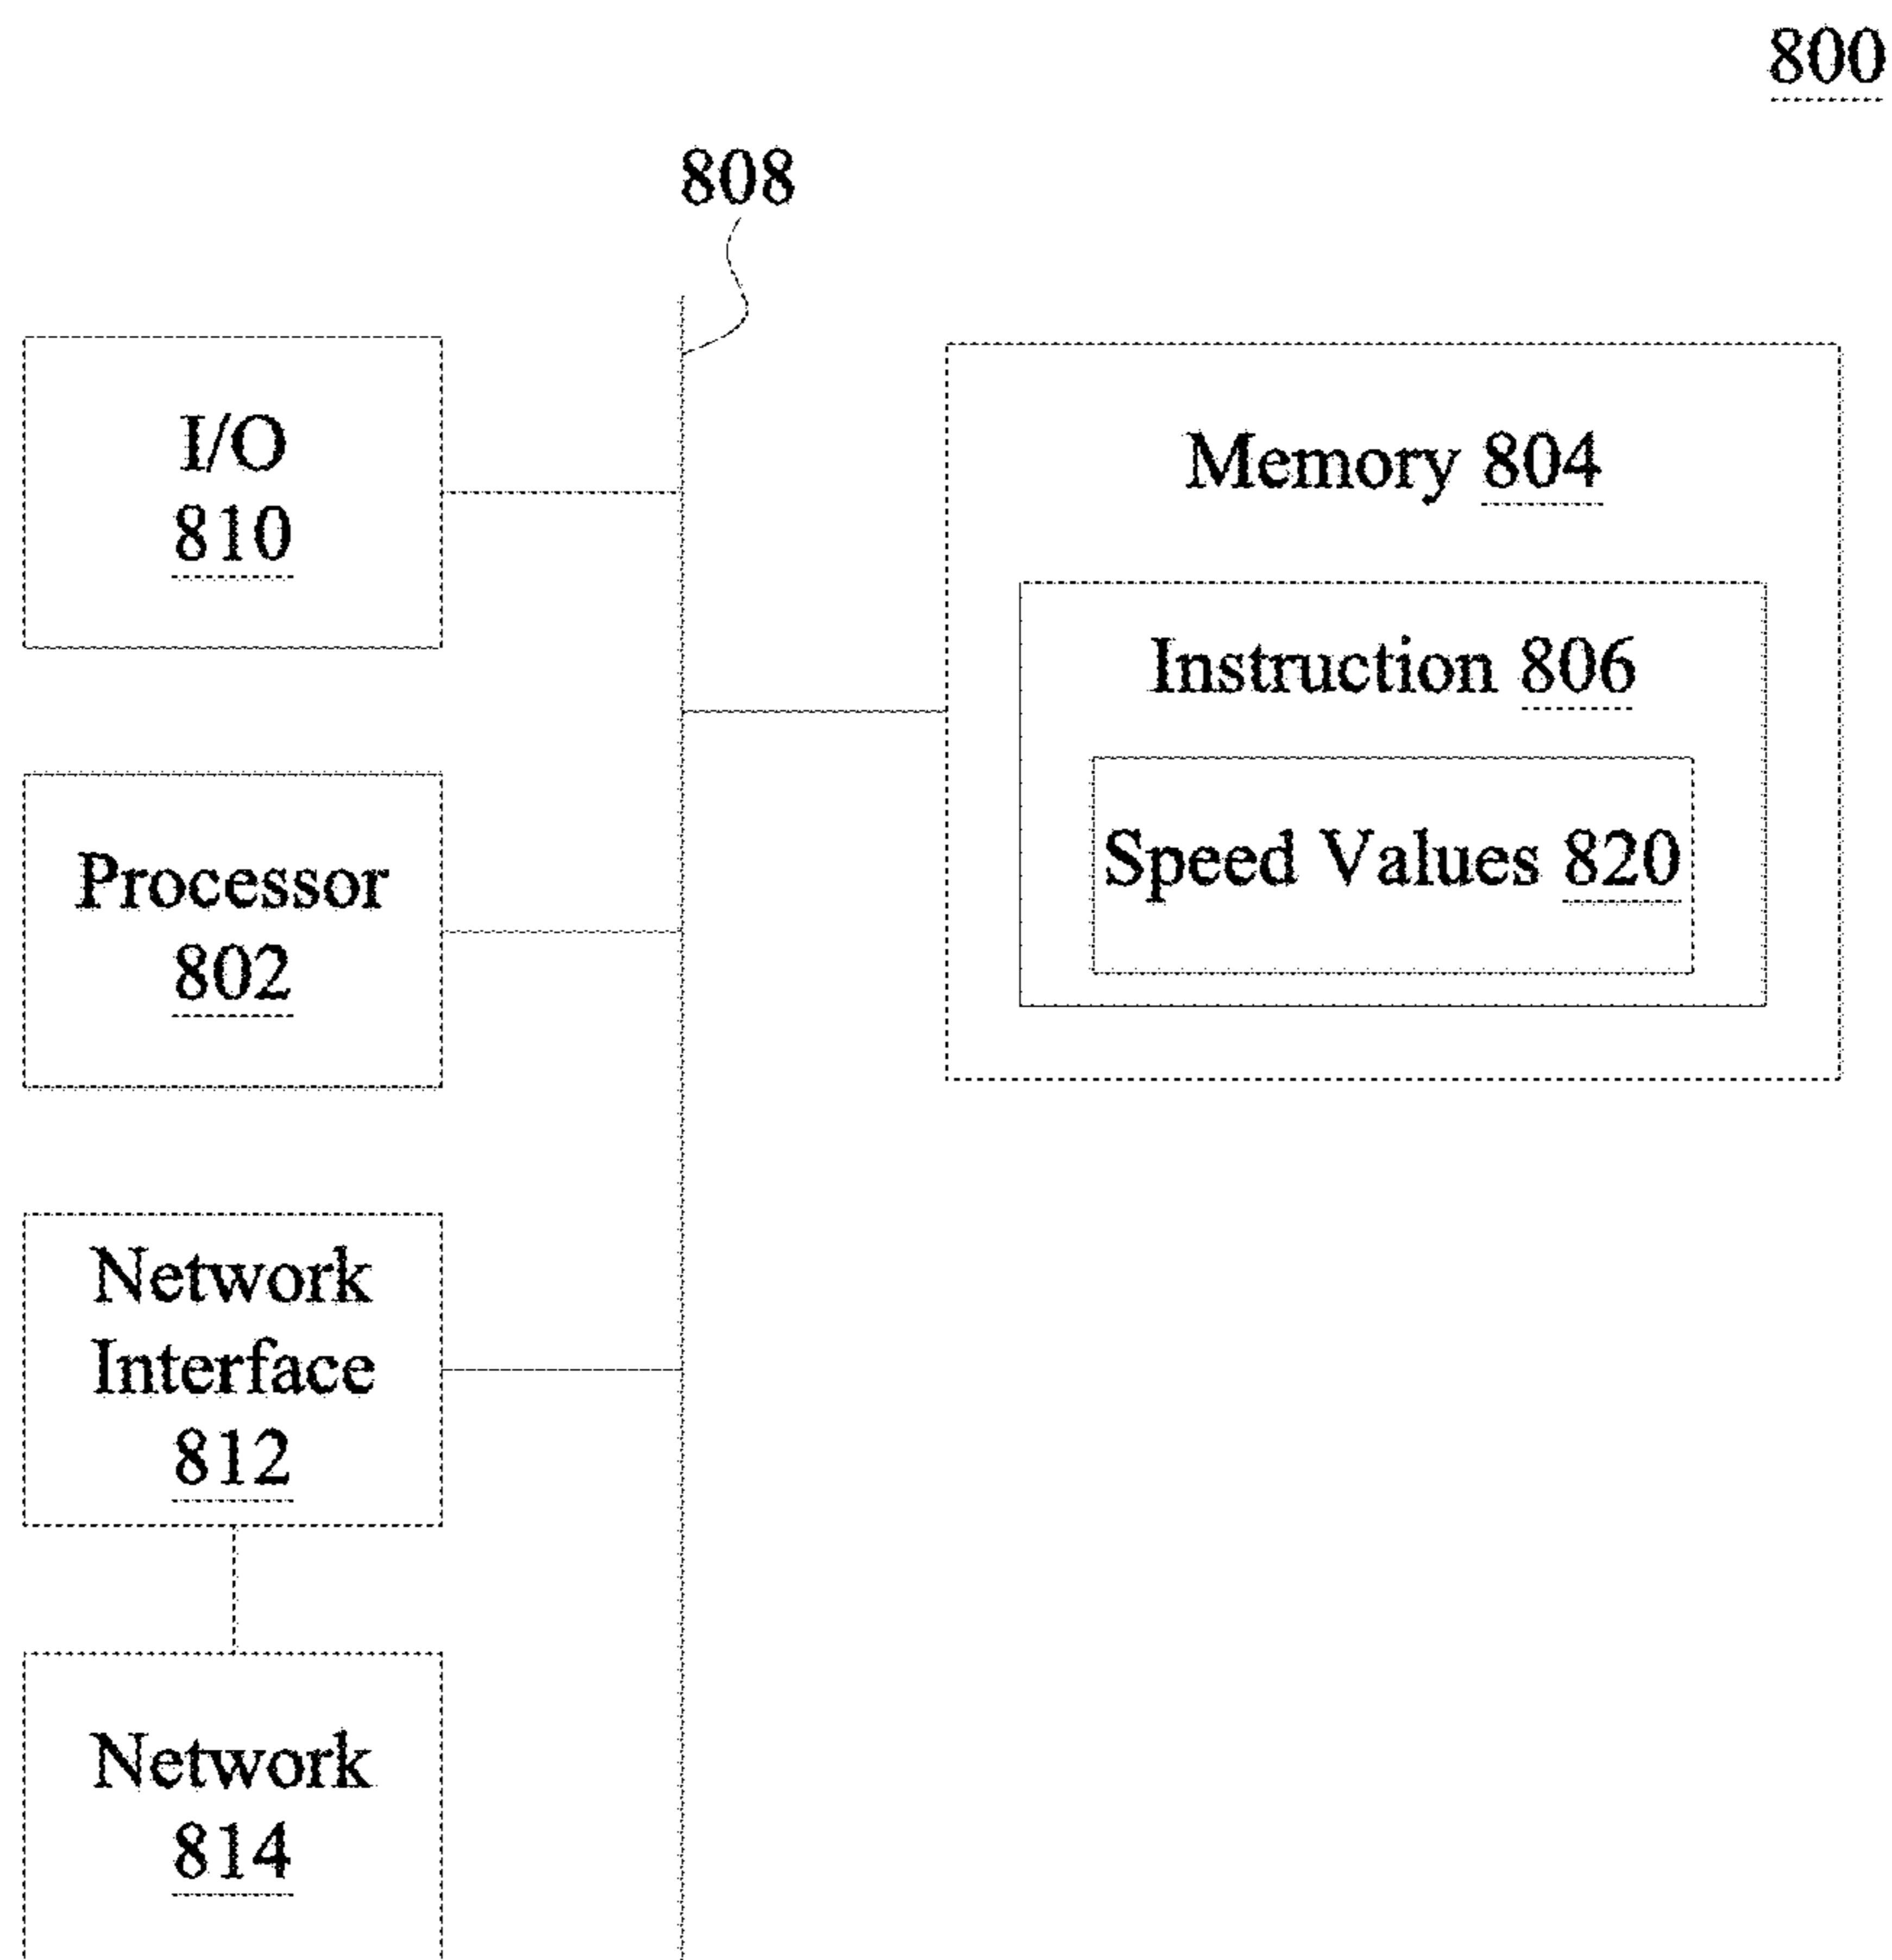 800
808
I/O
810
Memory 804
Instruction 806
Speed Values 820
Processor
802
Network
Interface
812
Network
814